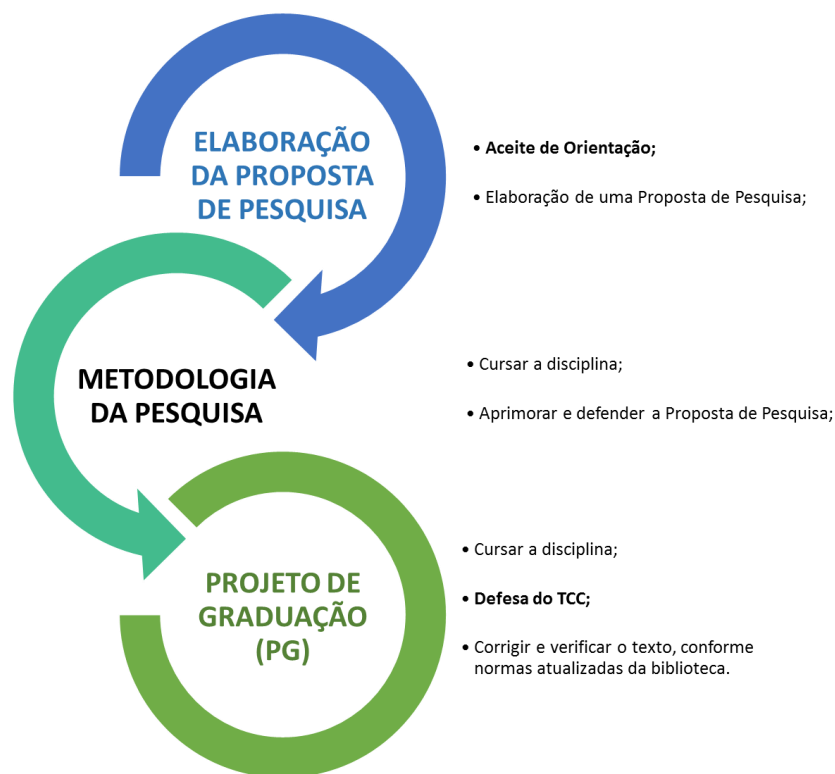 ELABORAÇÃO
DA PROPOSTA
DE PESQUISA
• Aceite de Orientação;
• Elaboração de uma Proposta de Pesquisa;
METODOLOGIA
DA PESQUISA
• Cursar a disciplina;
• Aprimorar e defender a Proposta de Pesquisa;
PROJETO DE
GRADUAÇÃO
(PG)
• Cursar a disciplina;
• Defesa do TCC;
• Corrigir e verificar o texto, conforme
normas atualizadas da biblioteca.